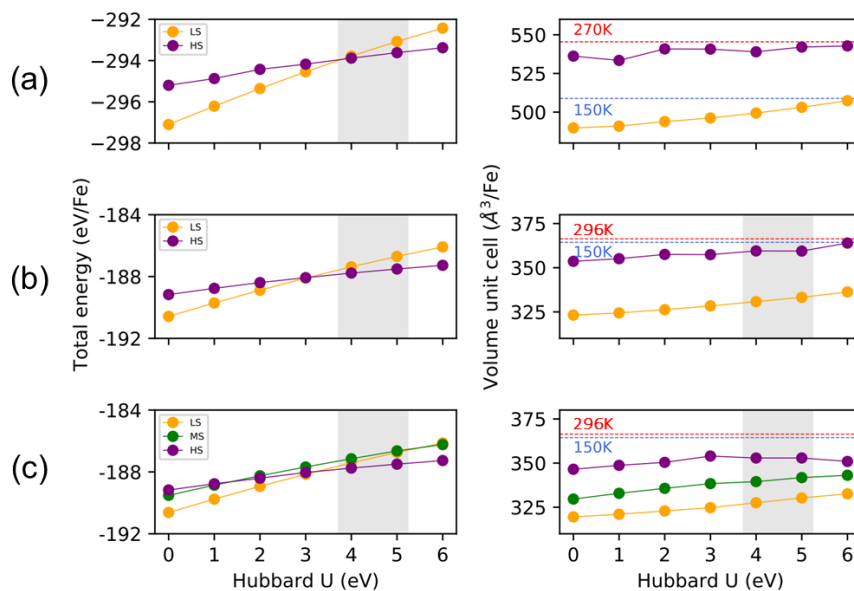 (a)
−292
−294
−296
−298
LS
HS
550
525
500
270K
150K
(b)
-184
-188
-192
LS
HS
375
350
325
296K
150K
(c)
-184
-188
-192
LS
MS
HS
0 1 2 3 4 5 6
Hubbard U (eV)
Total energy (eV/Fe)
375
350
325
296K
150K
0 1 2 3 4 5 6
Hubbard U (eV)
Volume unit cell (Å³/Fe)